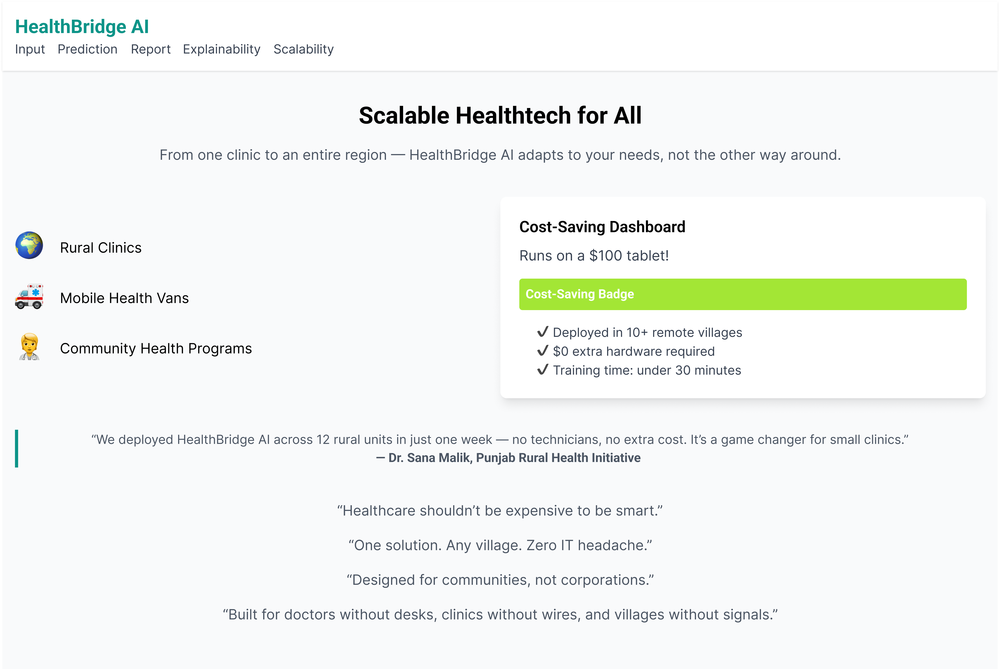 HealthBridge AI
Input Prediction Report Explainability Scalability
Scalable Healthtech for All
From one clinic to an entire region — HealthBridge AI adapts to your needs, not the other way around.
Rural Clinics
Mobile Health Vans
Community Health Programs
Cost-Saving Dashboard
Runs on a $100 tablet!
Cost-Saving Badge
✔ Deployed in 10+ remote villages
✔ $0 extra hardware required
✔ Training time: under 30 minutes
“We deployed HealthBridge AI across 12 rural units in just one week — no technicians, no extra cost. It’s a game changer for small clinics.”
— Dr. Sana Malik, Punjab Rural Health Initiative
“Healthcare shouldn’t be expensive to be smart.”
“One solution. Any village. Zero IT headache.”
“Designed for communities, not corporations.”
“Built for doctors without desks, clinics without wires, and villages without signals.”